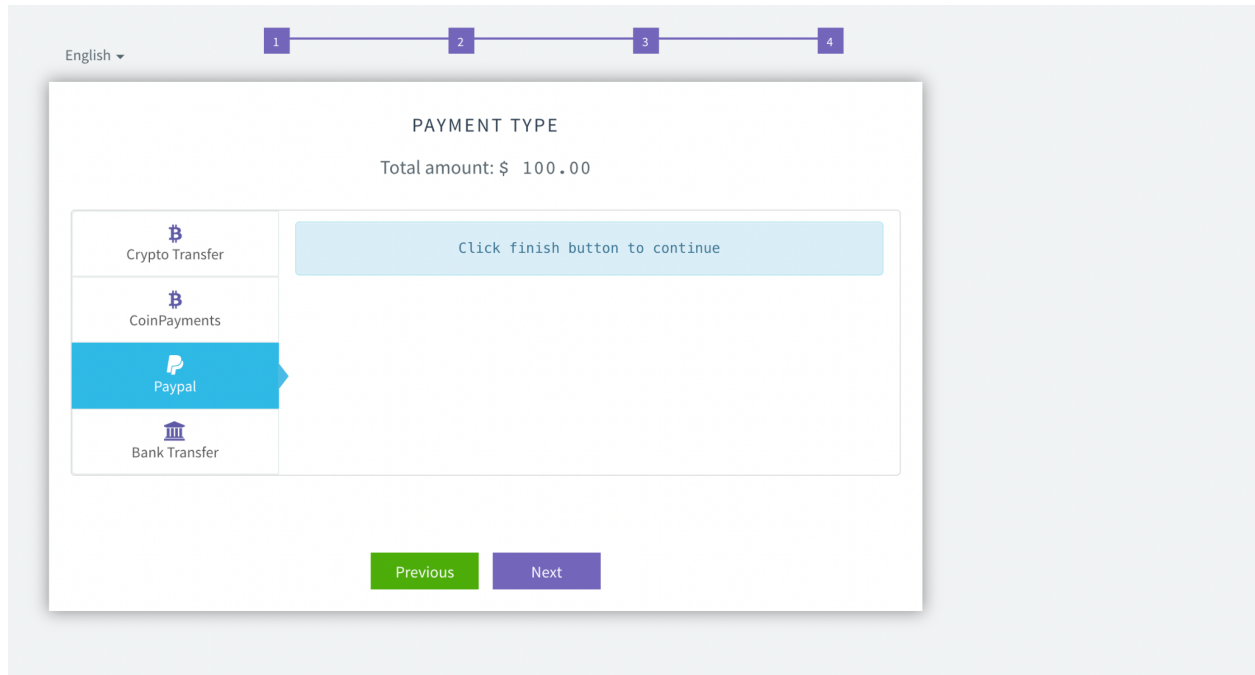 English
1
2
3
4
PAYMENT TYPE
Total amount: $ 100.00
Crypto Transfer
Click finish button to continue
CoinPayments
Paypal
Bank Transfer
Previous
Next